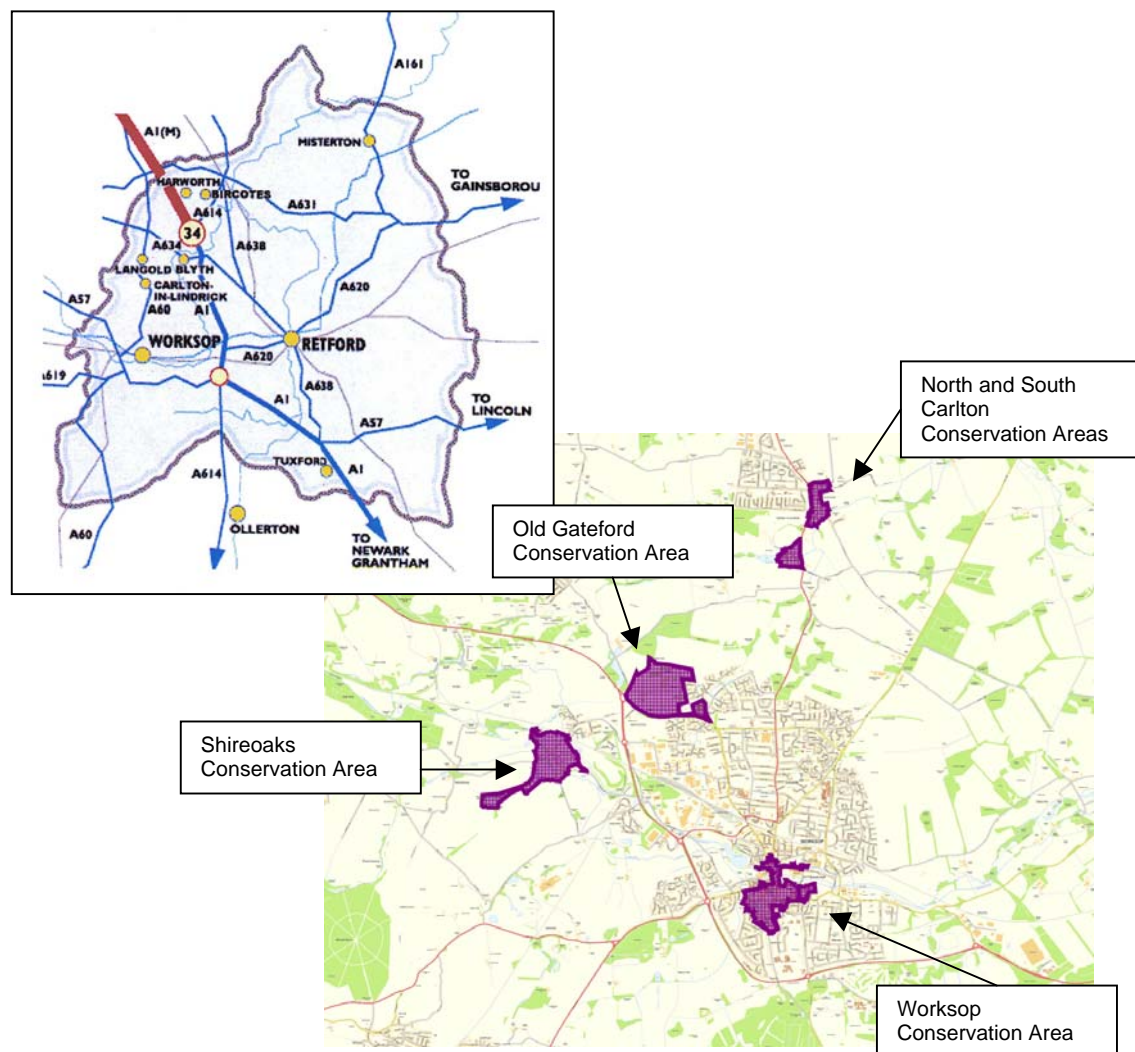 A161
A1(M)
MISTERTON
TO
GAINSBOROU
HARWORTH
BIRCOTES
A614
A631
34
A634
A638
LANGOLD BLYTH
CARLTON-
IN-LINDRICK
A57
A60
A1
A620
WORKSOP
RETFORD
A620
A619
A638
A1
TO
LINCOLN
A57
TUXFORD
A1
A614
OLLERTON
A60
TO
NEWARK
GRANTHAM
North and South
Carlton
Conservation Areas
Old Gateford
Conservation Area
Shireoaks
Conservation Area
WORKSOP
Worksop
Conservation Area